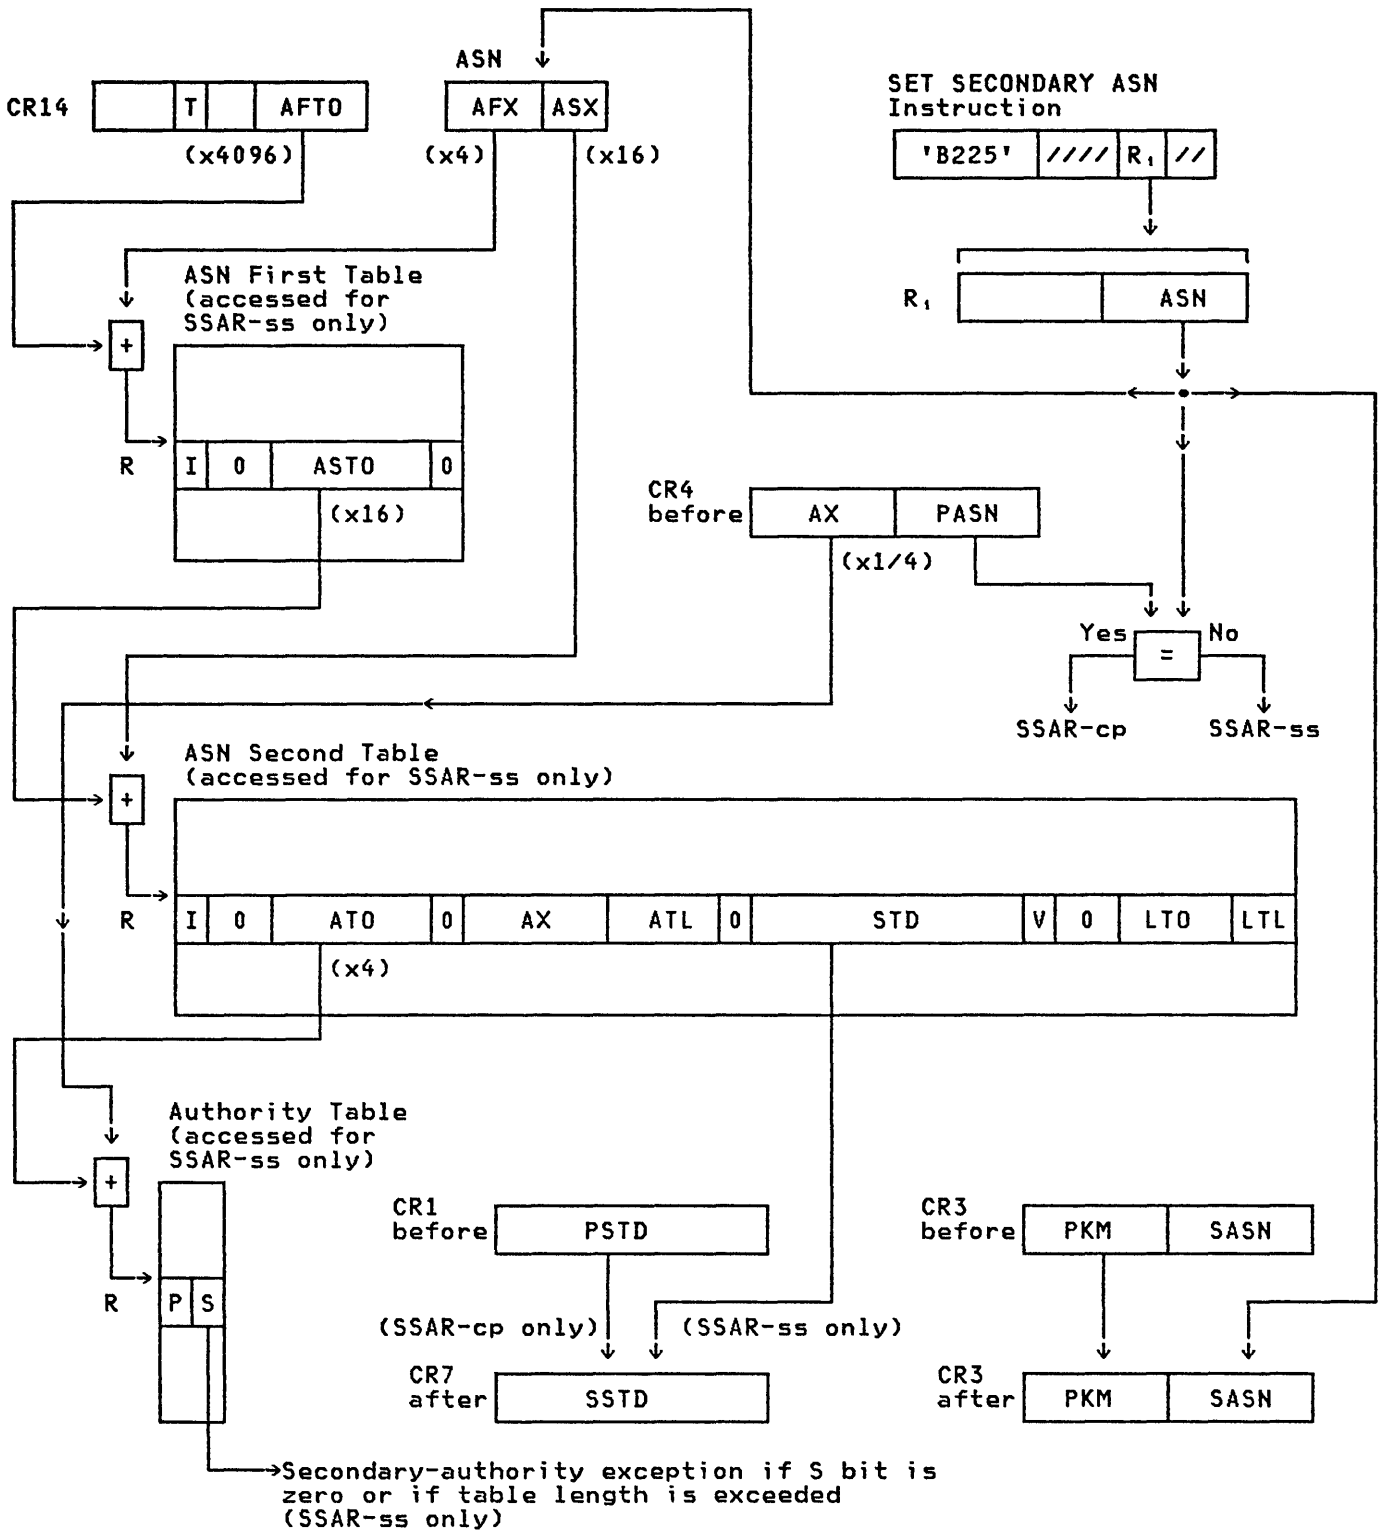 ASN
CR14 T AFTO
AFX ASX
SET SECONDARY ASN
Instruction
(x4096) (x4) (x16)
'B225' //// R₁ //
ASN First Table
(accessed for
SSAR-ss only)
R₁ ASN
+
R I 0 ASTO 0
(x16)
CR4
before AX PASN
(x1/4)
Yes = No
SSAR-cp SSAR-ss
ASN Second Table
(accessed for SSAR-ss only)
+
R I 0 ATO 0 AX ATL 0 STD V 0 LTO LTL
(x4)
Authority Table
(accessed for
SSAR-ss only)
+
R P S
CR1
before PSTD
CR3
before PKM SASN
(SSAR-cp only) (SSAR-ss only)
CR7
after SSTD
CR3
after PKM SASN
Secondary-authority exception if S bit is
zero or if table length is exceeded
(SSAR-ss only)